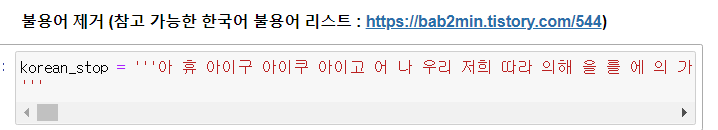 불용어 제거 (참고 가능한 한국어 불용어 리스트 : https://bab2min.tistory.com/544)
: korean_stop = '''아 휴 아이구 아이쿠 아이고 어 나 우리 저희 따라 의해 을 를 에 의 가
'''